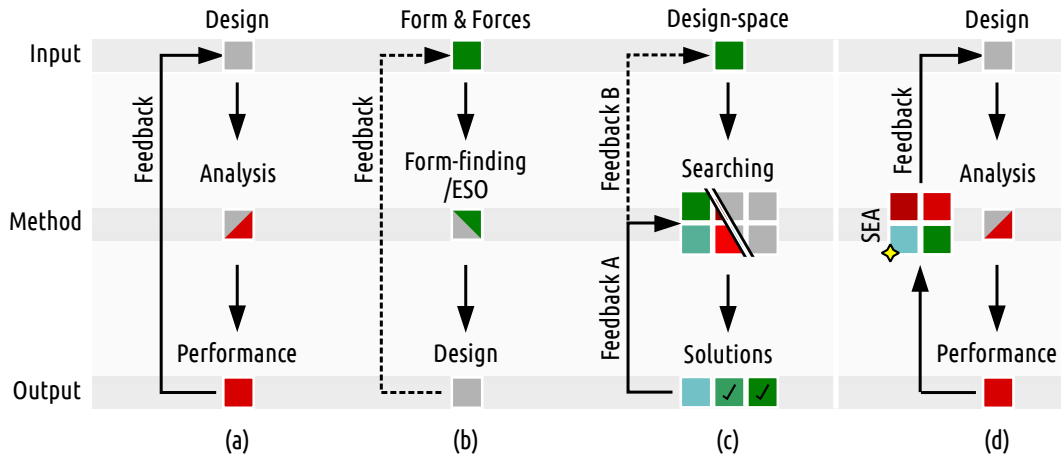 Design
Form & Forces
Design-space
Design
Input
Feedback
Feedback
Feedback B
Feedback
Analysis
Form-finding
/ESO
Searching
Analysis
Method
SEA
Feedback A
Performance
Design
Solutions
Performance
Output
(a)
(b)
(c)
(d)